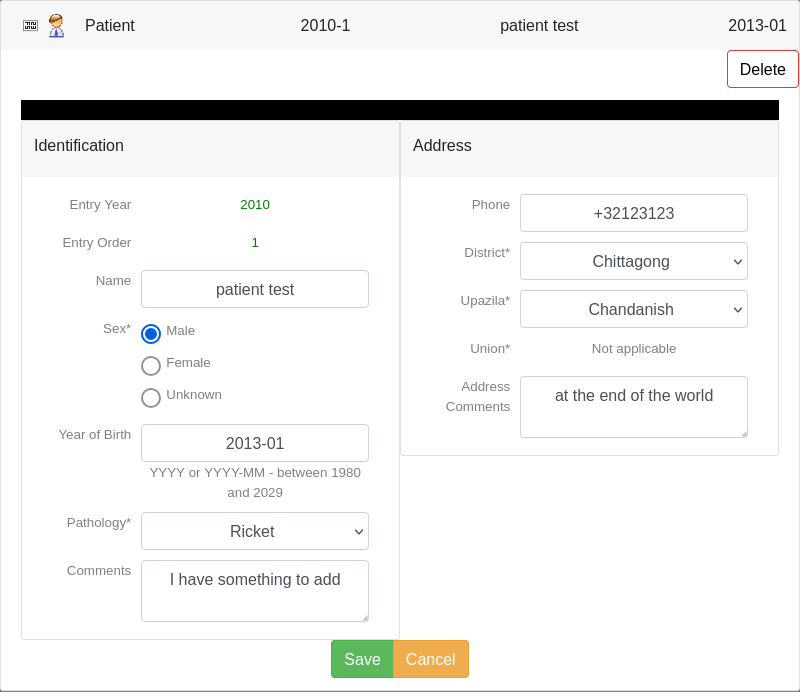 Patient 2010-1 patient test 2013-01
Delete
Identification
Entry Year 2010
Entry Order 1
Name patient test
Sex* Male
Female
Unknown
Year of Birth 2013-01
YYYY or YYYY-MM - between 1980
and 2029
Pathology* Ricket
Comments I have something to add
Address
Phone +32123123
District* Chittagong
Upazila* Chandanish
Union* Not applicable
Address
Comments
at the end of the world
Save Cancel